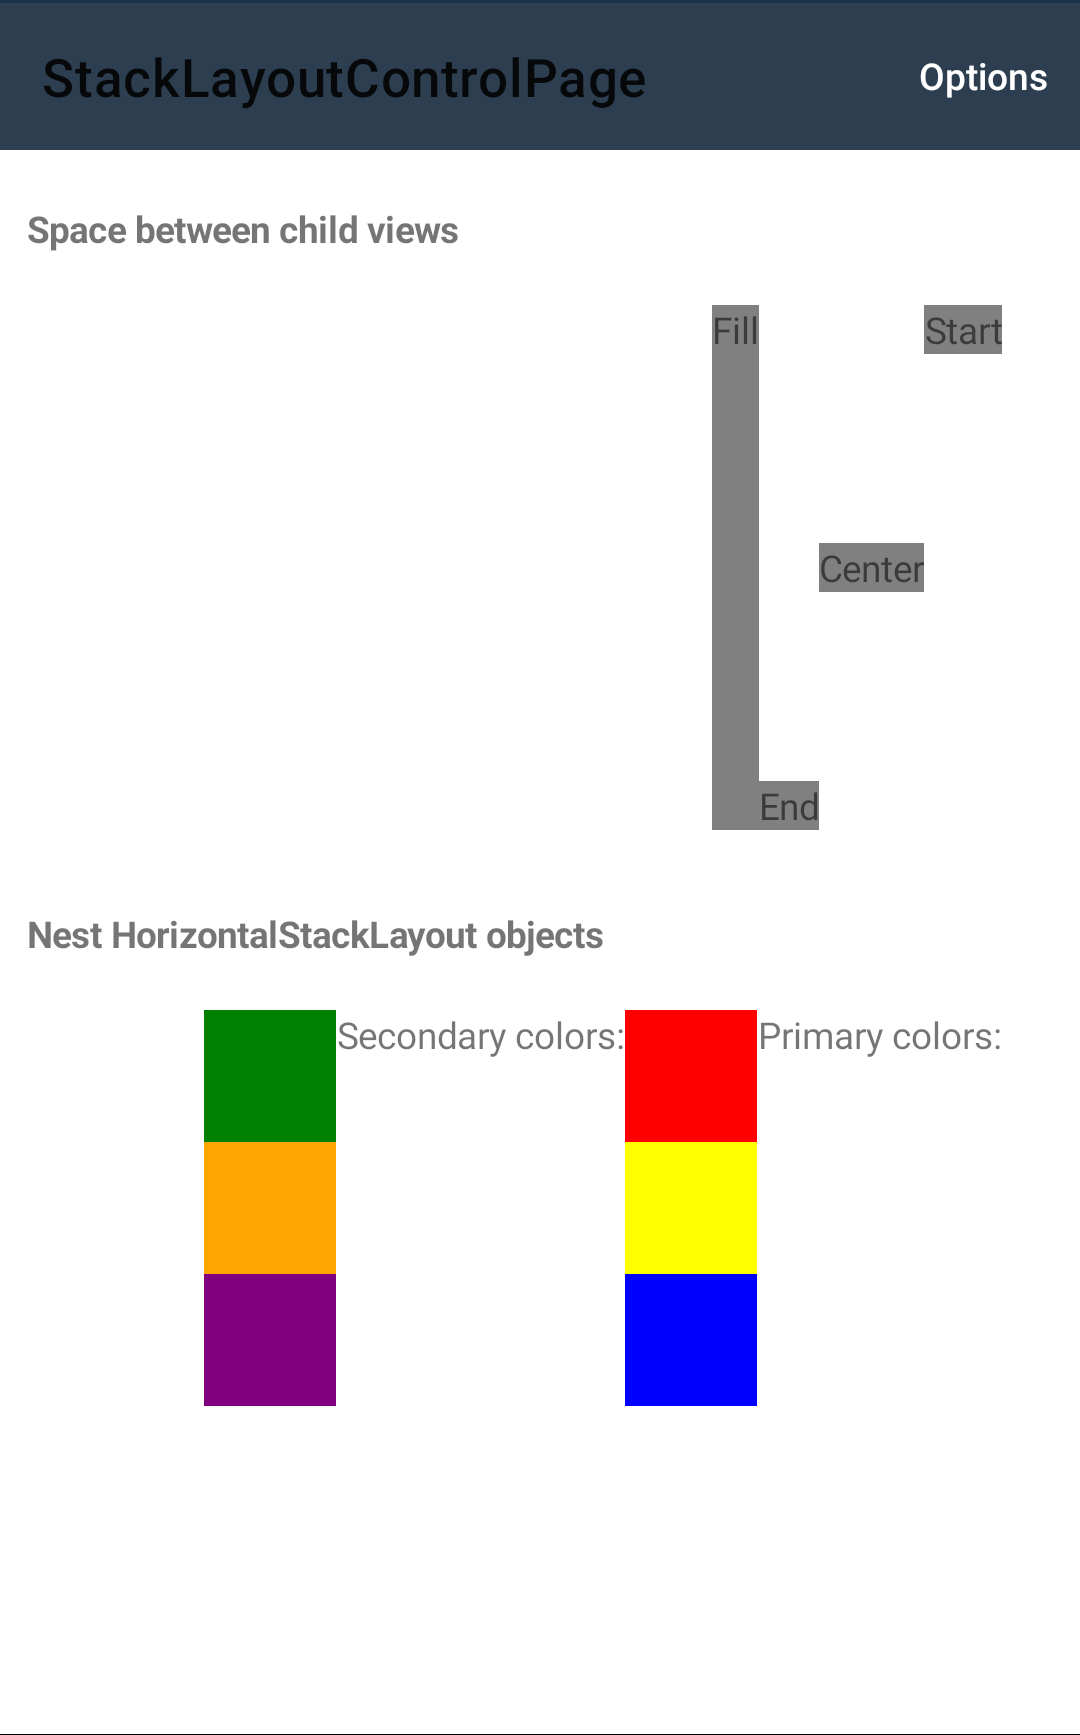 StackLayoutControlPage
Options
Space between child views
Fill
Start
Center
End
Nest HorizontalStackLayout objects
Secondary colors:
Primary colors: